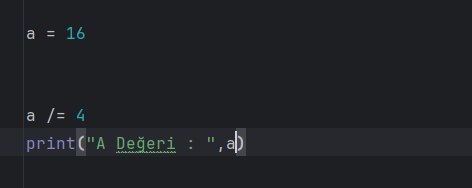 a = 16
a /= 4
print("A Değeri : ",a)